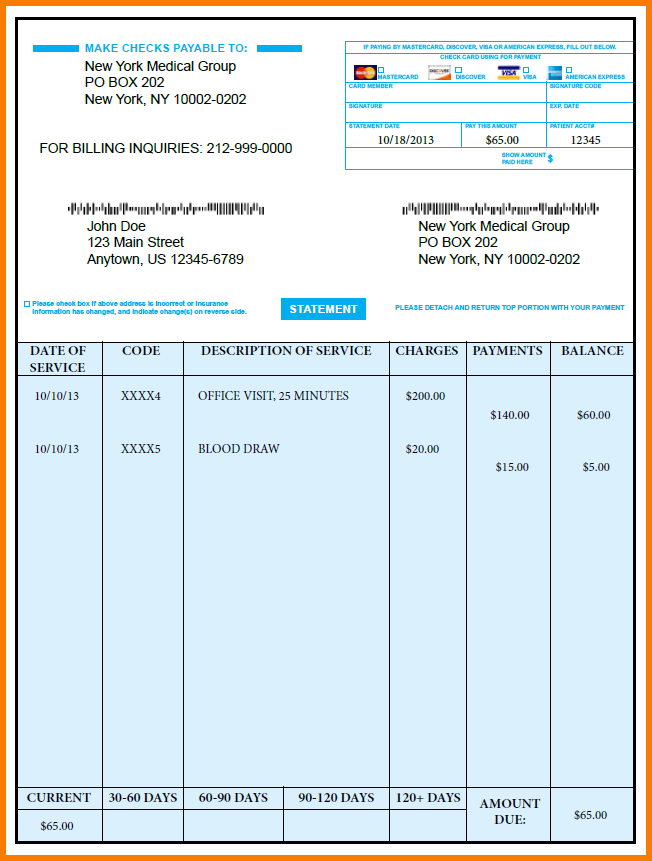 MAKE CHECKS PAYABLE TO:
New York Medical Group
PO BOX 202
New York, NY 10002-0202
FOR BILLING INQUIRIES: 212-999-0000
IF PAYING BY MASTERCARD, DISCOVER, VISA OR AMERICAN EXPRESS, FILL OUT BELOW.
CHECK CARD USING FOR PAYMENT
MASTERCARD DISCOVER VISA VISA AMERICAN EXPRESS
CARD MEMBER SIGNATURE CODE
SIGNATURE EXP. DATE
STATEMENT DATE PAY THIS AMOUNT PATIENT ACCT#
10/18/2013 $65.00 12345
SHOW AMOUNT
PAID HERE $
John Doe
123 Main Street
Anytown, US 12345-6789
New York Medical Group
PO BOX 202
New York, NY 10002-0202
Please check box if above address is incorrect or insurance
information has changed, and indicate change(s) on reverse side.
STATEMENT
PLEASE DETACH AND RETURN TOP PORTION WITH YOUR PAYMENT
DATE OF SERVICE CODE DESCRIPTION OF SERVICE CHARGES PAYMENTS BALANCE
10/10/13 XXXX4 OFFICE VISIT, 25 MINUTES $200.00
$140.00 $60.00
10/10/13 XXXX5 BLOOD DRAW $20.00
$15.00 $5.00
CURRENT 30-60 DAYS 60-90 DAYS 90-120 DAYS 120+ DAYS AMOUNT DUE: $65.00
$65.00